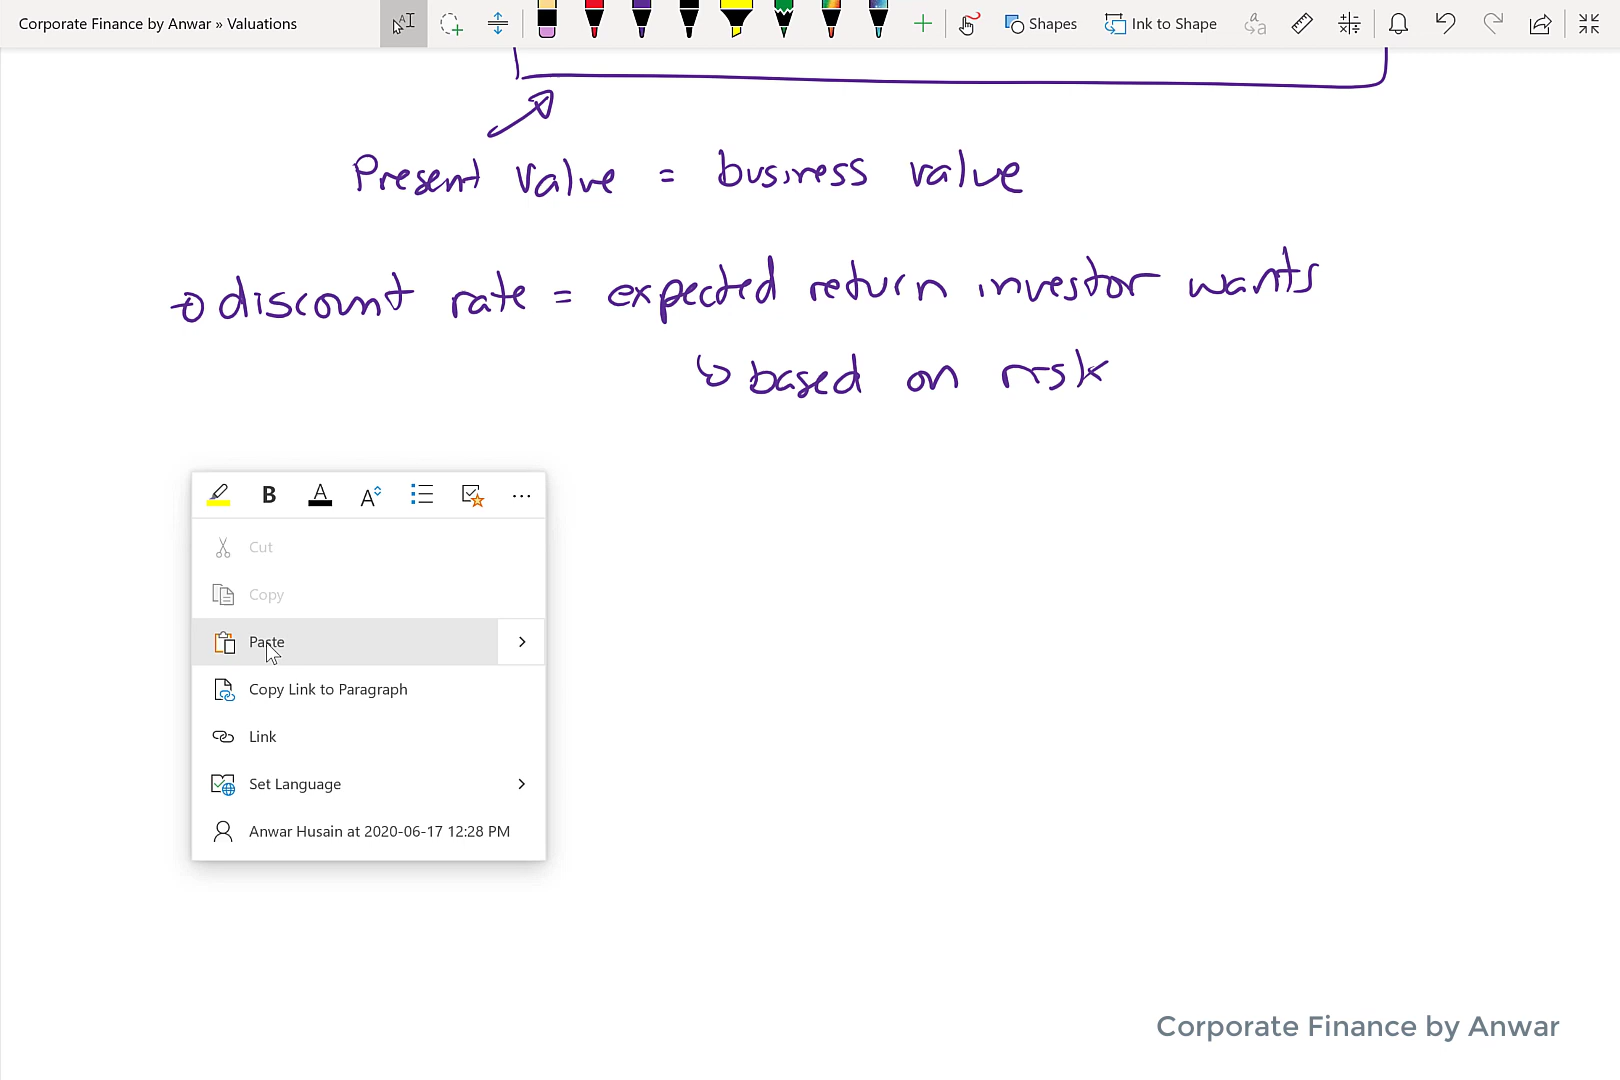 Corporate Finance by Anwar » Valuations
Shapes
Ink to Shape
Present Value = business value
discount rate = expected return investor wants
based on risk
B A A
Cut
Copy
Paste
Copy Link to Paragraph
Link
Set Language
Anwar Husain at 2020-06-17 12:28 PM
Corporate Finance by Anwar